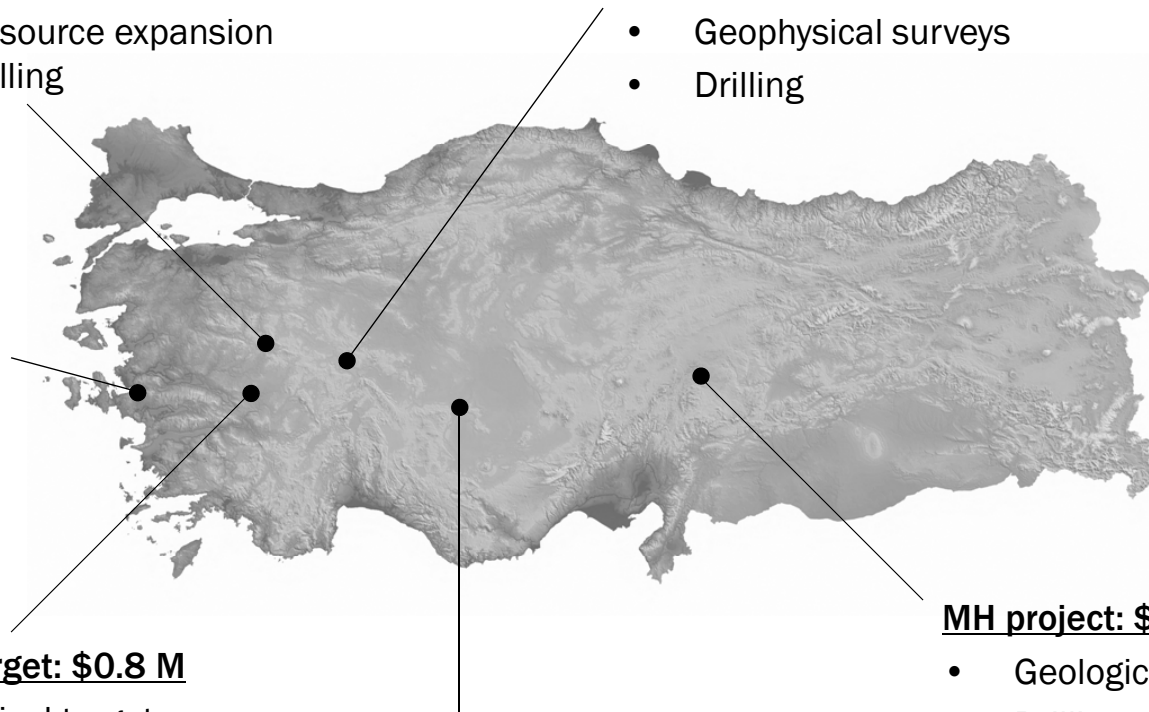 source expansion
lling
• Geophysical surveys
• Drilling
rget: $0.8 M
MH project: $
• Geologic